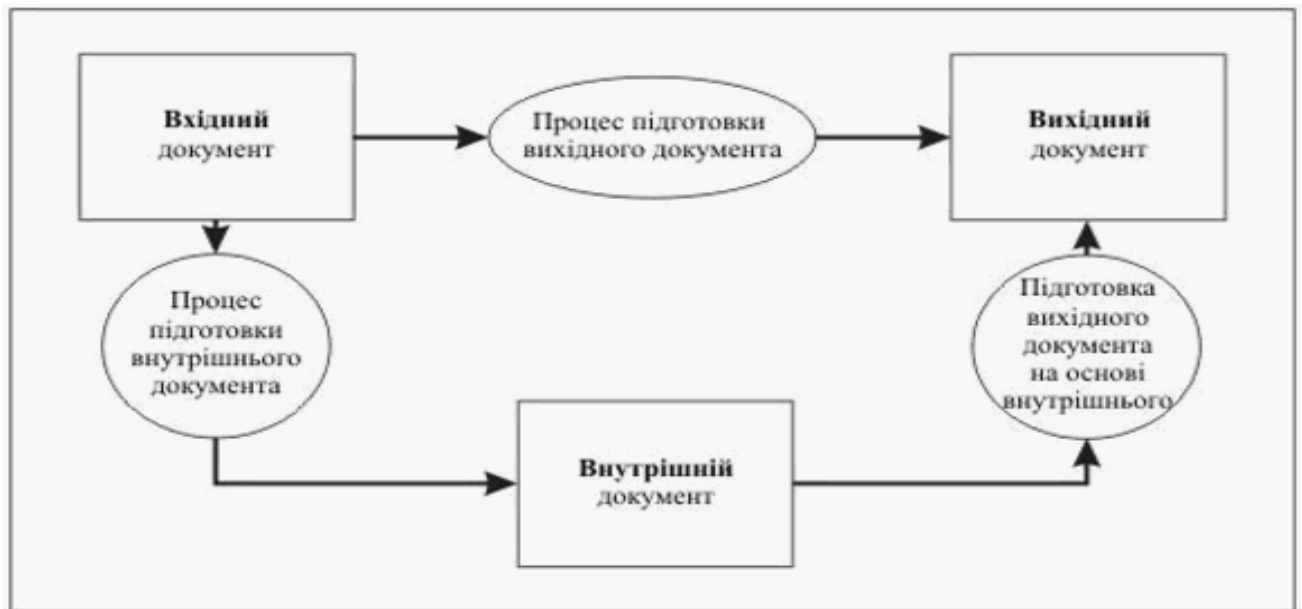 Вхідний
документ
Процес підготовки
вихідного документа
Вихідний
документ
Процес
підготовки
внутрішнього
документа
Підготовка
вихідного
документа
на основі
внутрішнього
Внутрішній
документ